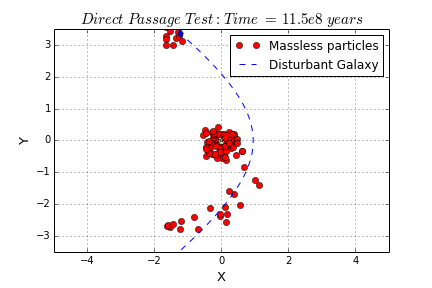 Direct Passage Test: Time = 11.5e8 years
Massless particles
Disturbant Galaxy
3
2
1
0
−1
−2
−3
Y
−4 −2 0 2 4
X